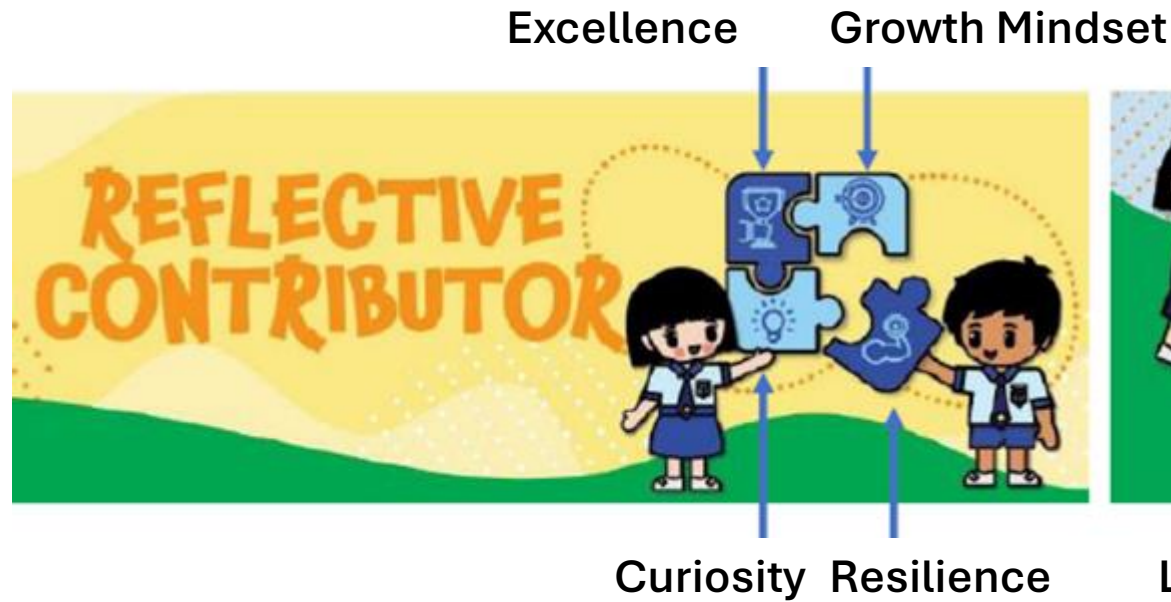 Excellence Growth Mindset
REFLECTIVE
CONTRIBUTOR
Curiosity Resilience L